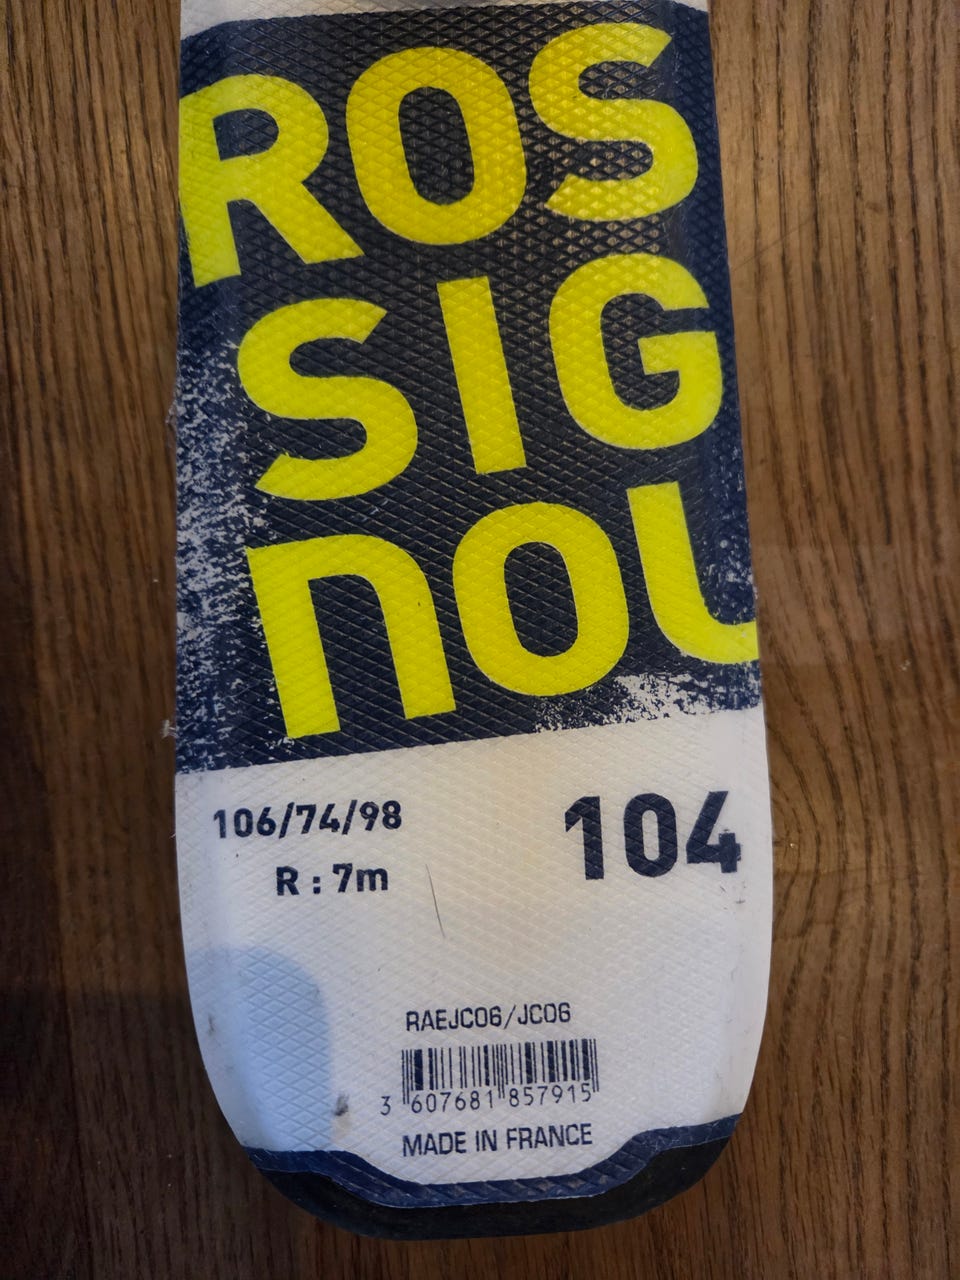 ROS
SIG
NOL
106/74/98
104
R : 7m
RAEJC06/JC06
3 607681 857915
MADE IN FRANCE